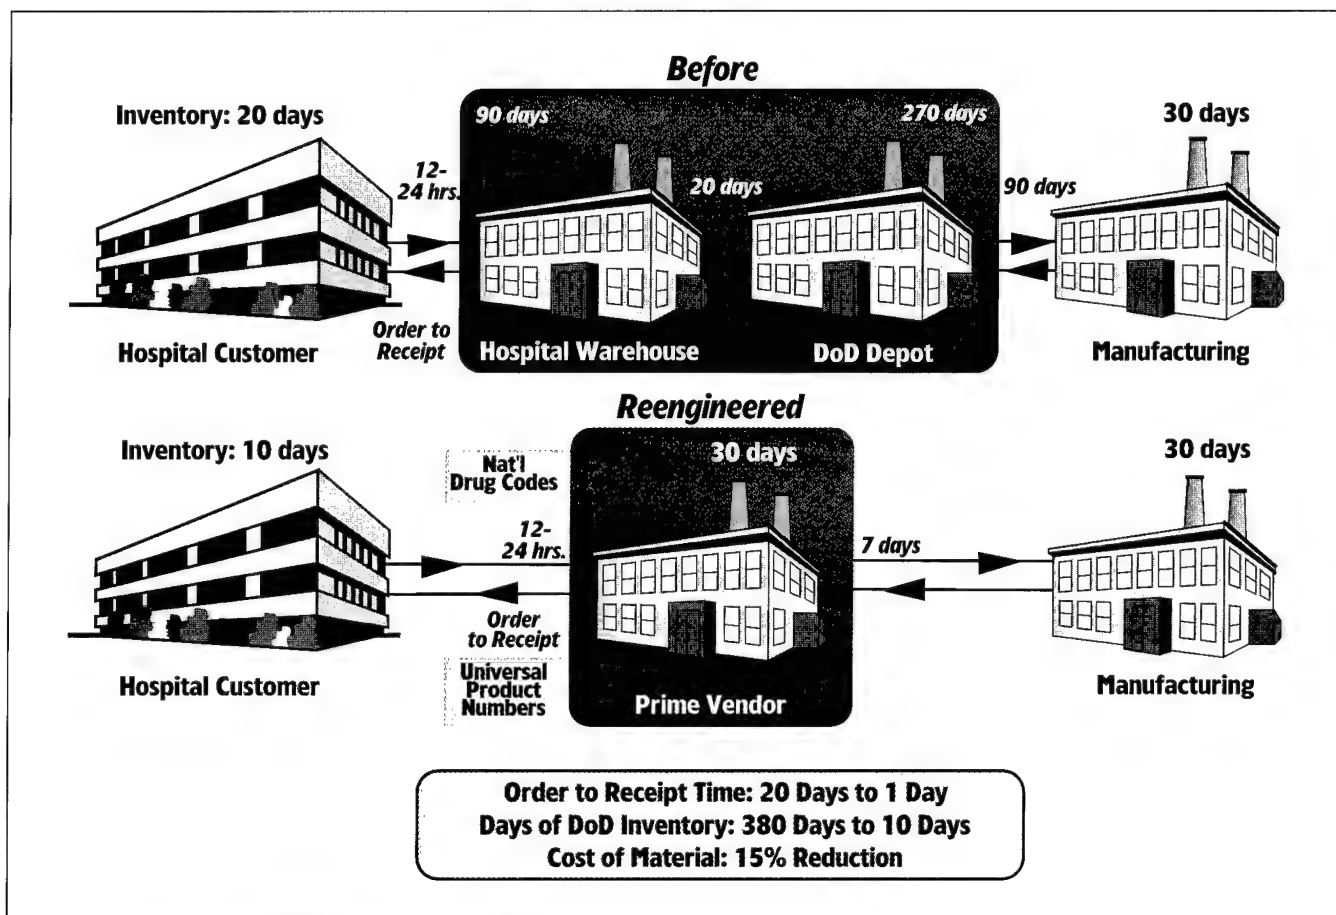 Before
Inventory: 20 days
90 days
270 days
30 days
12-
24 hrs.
20 days
90 days
Order to
Receipt
Hospital Customer
Hospital Warehouse
DoD Depot
Manufacturing
Reengineered
Inventory: 10 days
Nat'l
Drug Codes
30 days
30 days
12-
24 hrs.
7 days
Order
to Receipt
Universal
Product
Numbers
Hospital Customer
Prime Vendor
Manufacturing
Order to Receipt Time: 20 Days to 1 Day
Days of DoD Inventory: 380 Days to 10 Days
Cost of Material: 15% Reduction